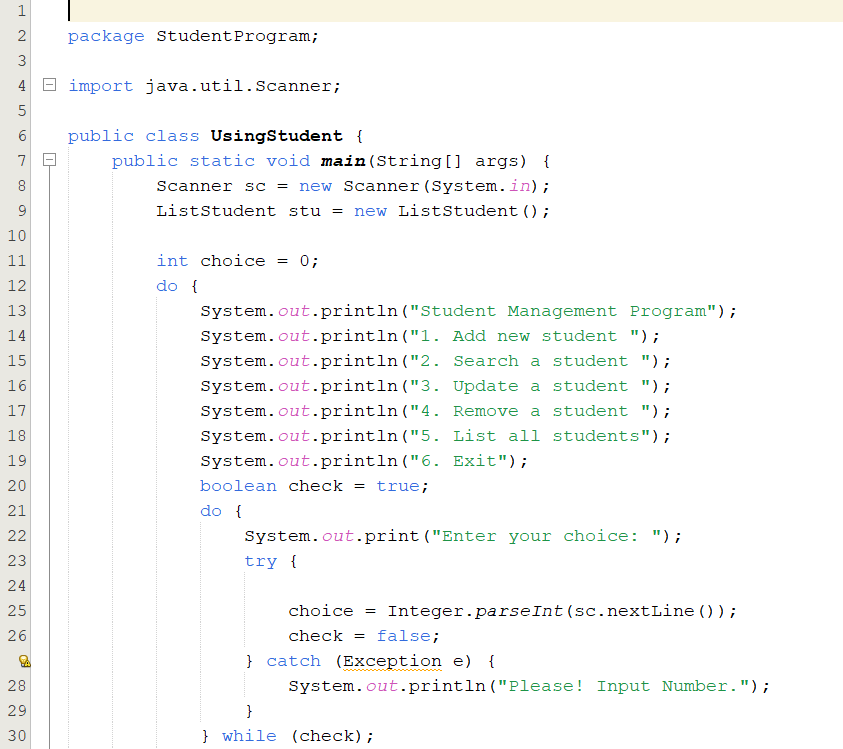 1
2 package StudentProgram;
3
4 import java.util.Scanner;
5
6 public class UsingStudent {
7 public static void main(String[] args) {
8 Scanner sc = new Scanner(System.in);
9 ListStudent stu = new ListStudent();
10
11 int choice = 0;
12 do {
13 System.out.println("Student Management Program");
14 System.out.println("1. Add new student ");
15 System.out.println("2. Search a student ");
16 System.out.println("3. Update a student ");
17 System.out.println("4. Remove a student ");
18 System.out.println("5. List all students");
19 System.out.println("6. Exit");
20 boolean check = true;
21 do {
22 System.out.print("Enter your choice: ");
23 try {
24
25 choice = Integer.parseInt(sc.nextLine());
26 check = false;
} catch (Exception e) {
28 System.out.println("Please! Input Number.");
29 }
30 } while (check);